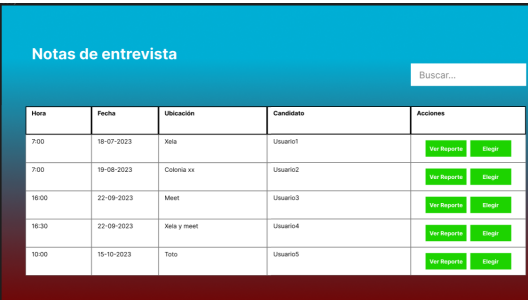 Notas de entrevista
Buscar...
Hora Fecha Ubicación Candidato Acciones
7:00 18-07-2023 Xela Usuario1 Ver Reporte Elegir
7:00 19-08-2023 Colonia xx Usuario2 Ver Reporte Elegir
16:00 22-09-2023 Meet Usuario3 Ver Reporte Elegir
16:30 22-09-2023 Xela y meet Usuario4 Ver Reporte Elegir
10:00 15-10-2023 Toto Usuario5 Ver Reporte Elegir